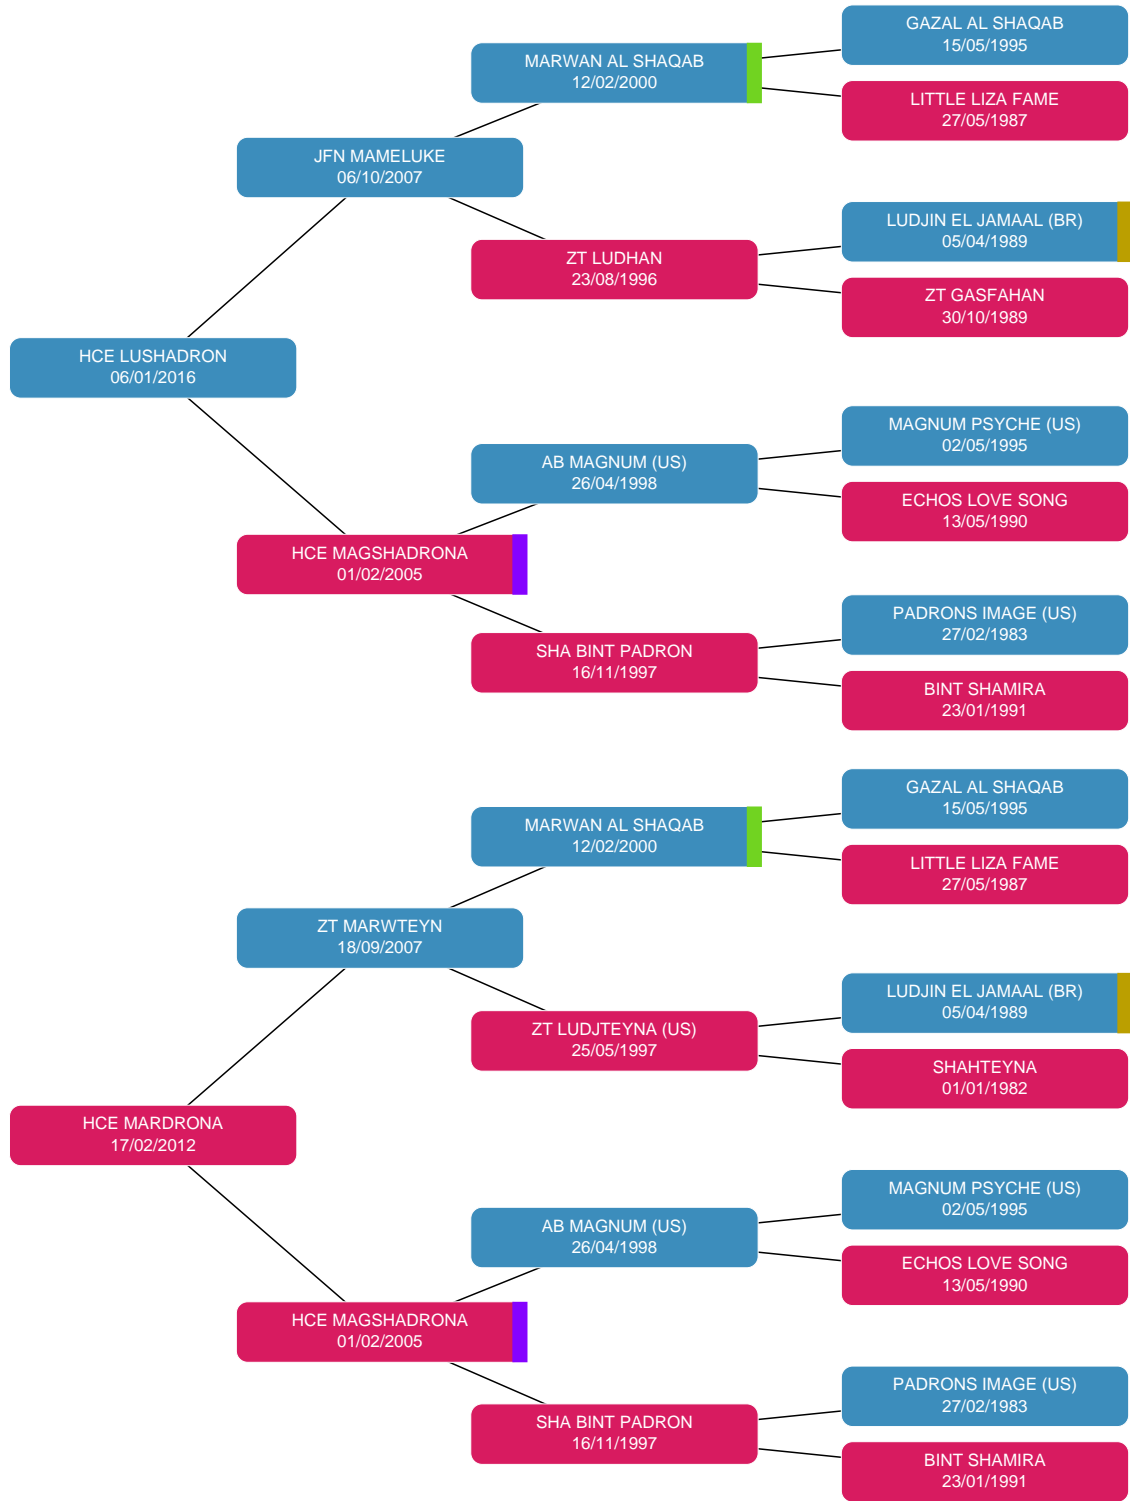 GAZAL AL SHAQAB
15/05/1995
MARWAN AL SHAQAB
12/02/2000
LITTLE LIZA FAME
27/05/1987
JFN MAMELUKE
06/10/2007
LUDJIN EL JAMAAL (BR)
05/04/1989
ZT LUDHAN
23/08/1996
ZT GASFAHAN
30/10/1989
HCE LUSHADRON
06/01/2016
MAGNUM PSYCHE (US)
02/05/1995
AB MAGNUM (US)
26/04/1998
ECHOS LOVE SONG
13/05/1990
HCE MAGSHADRONA
01/02/2005
PADRONS IMAGE (US)
27/02/1983
SHA BINT PADRON
16/11/1997
BINT SHAMIRA
23/01/1991
GAZAL AL SHAQAB
15/05/1995
MARWAN AL SHAQAB
12/02/2000
LITTLE LIZA FAME
27/05/1987
ZT MARWTEYN
18/09/2007
LUDJIN EL JAMAAL (BR)
05/04/1989
ZT LUDJTEYNA (US)
25/05/1997
SHAHTEYNA
01/01/1982
HCE MARDRONA
17/02/2012
MAGNUM PSYCHE (US)
02/05/1995
AB MAGNUM (US)
26/04/1998
ECHOS LOVE SONG
13/05/1990
HCE MAGSHADRONA
01/02/2005
PADRONS IMAGE (US)
27/02/1983
SHA BINT PADRON
16/11/1997
BINT SHAMIRA
23/01/1991